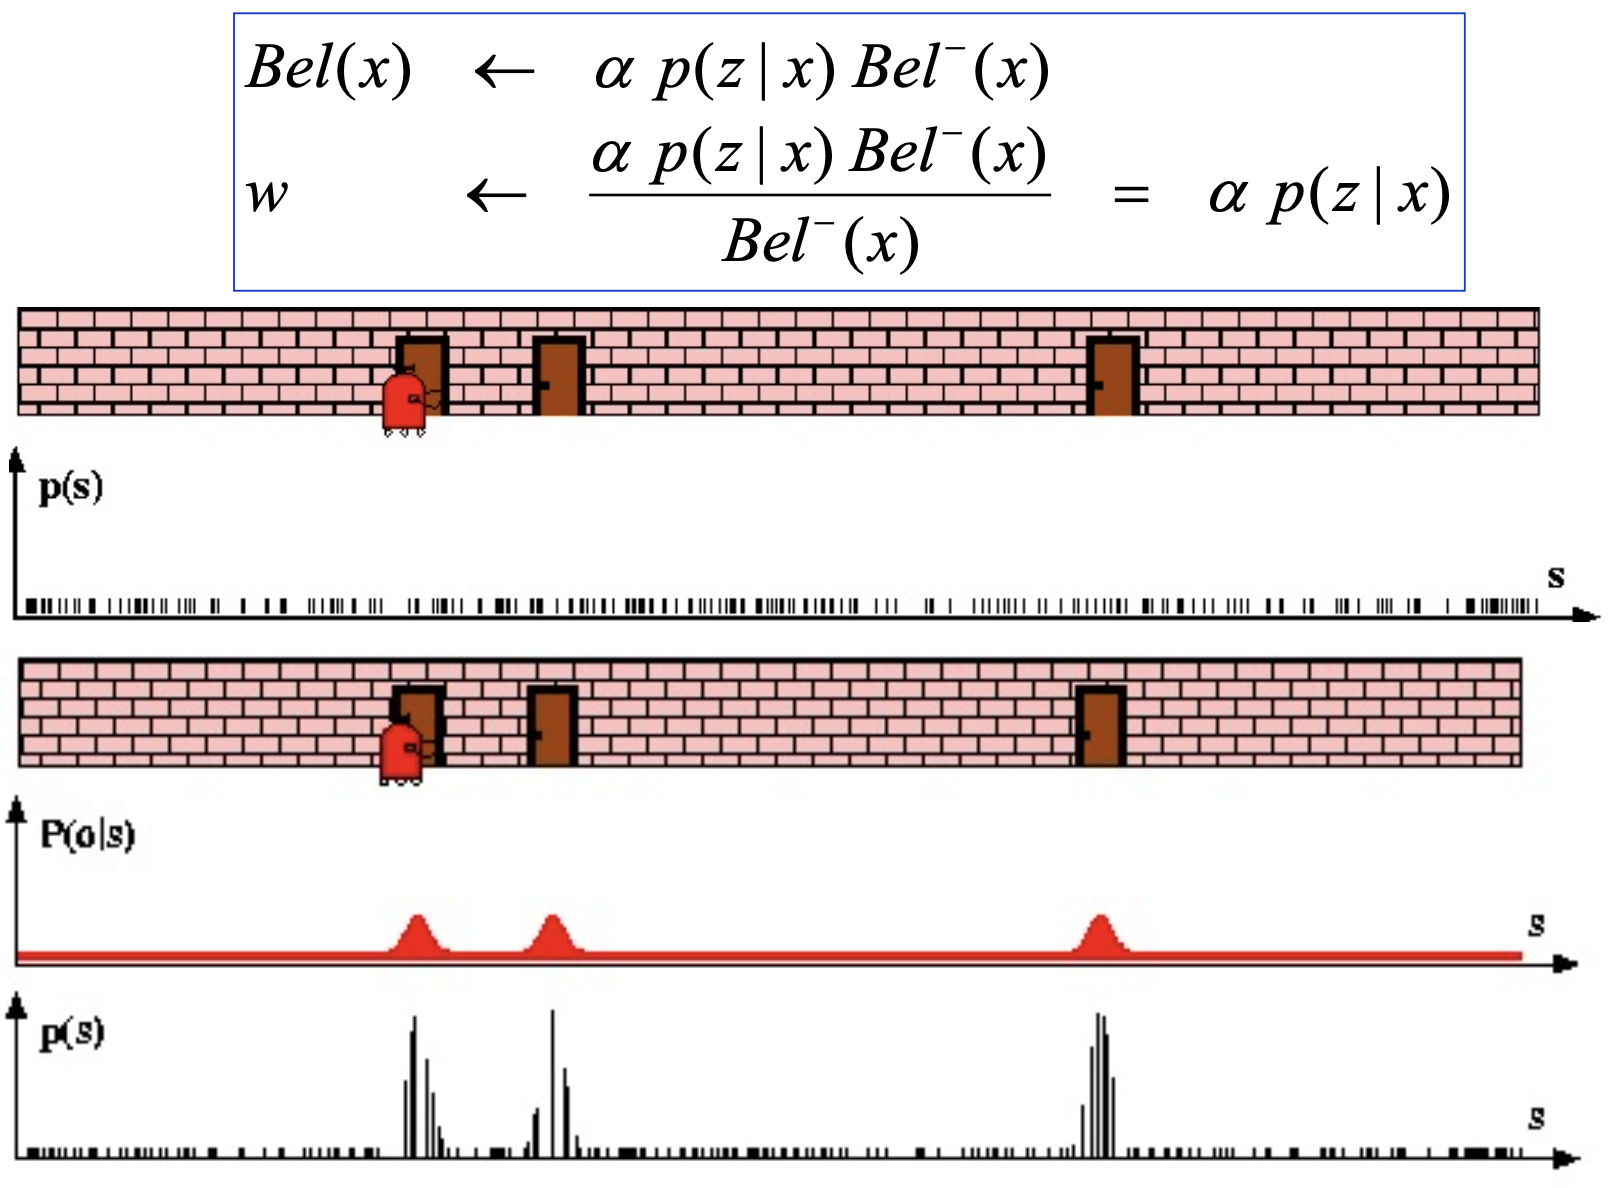 Bel(x) ← α p(z | x) Bel⁻(x)
w ← α p(z | x) Bel⁻(x) / Bel⁻(x) = α p(z | x)
p(s)
s
P(o|s)
s
p(s)
s